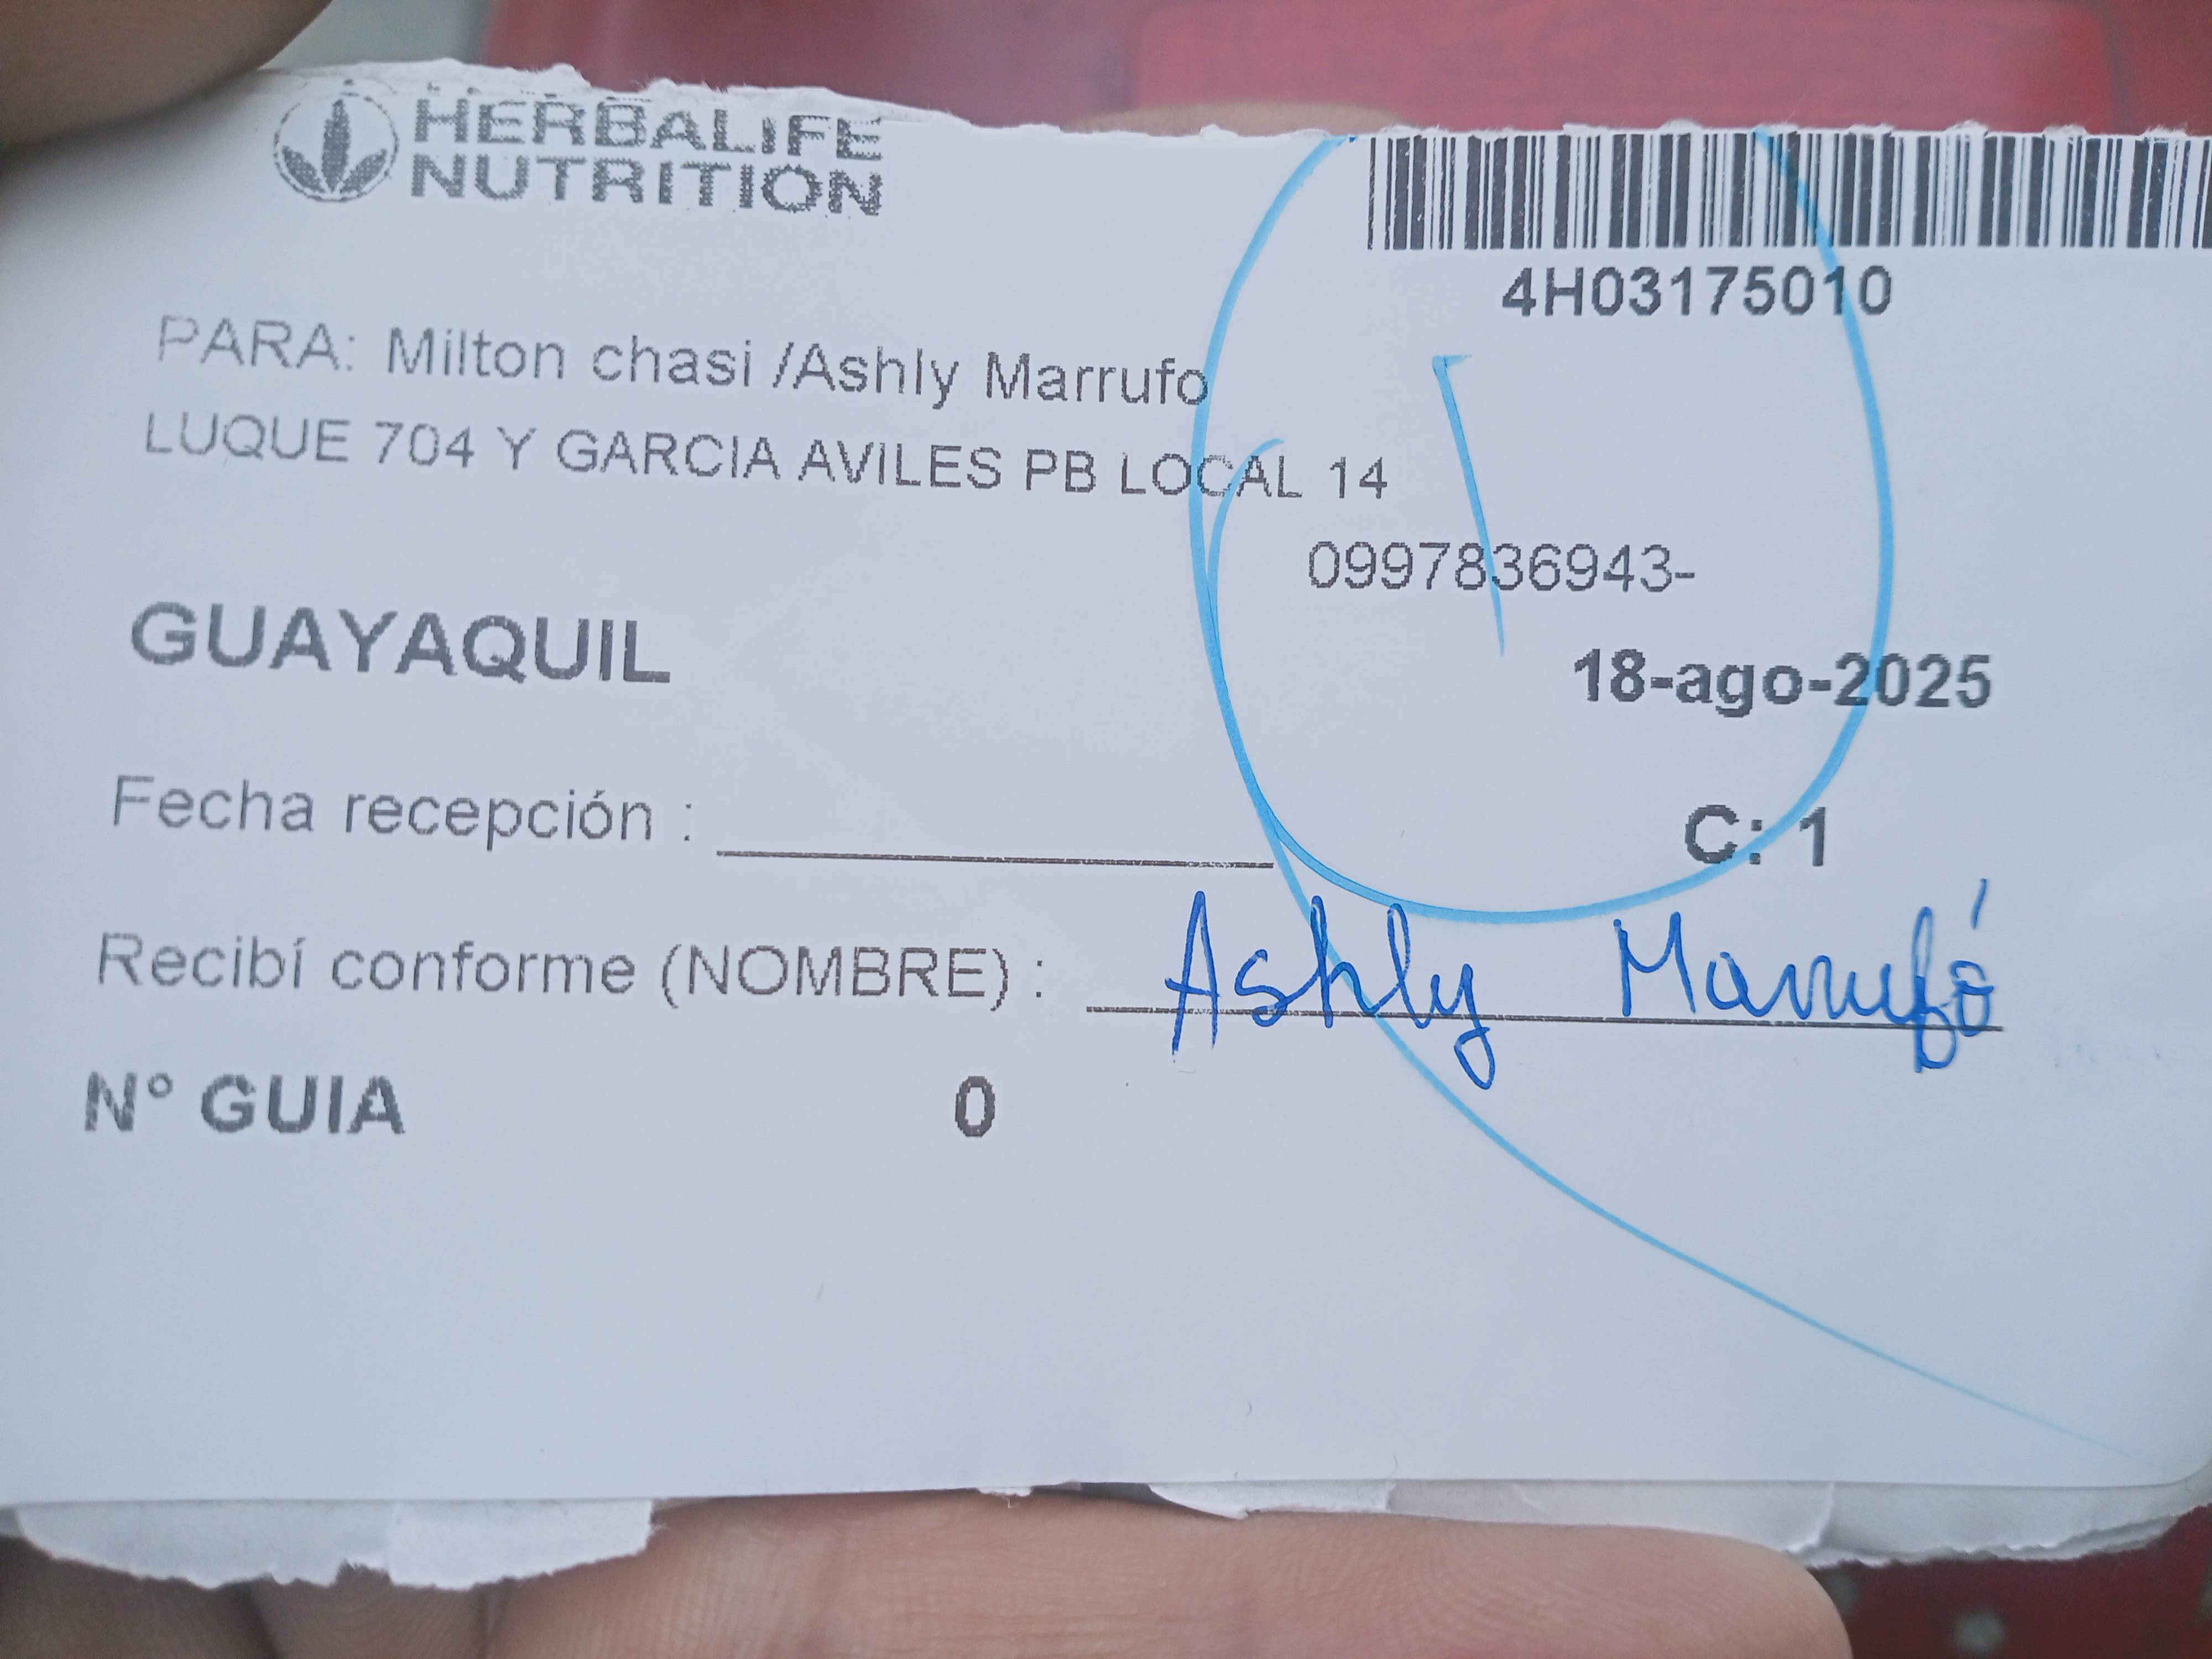 HERBALIFE
NUTRITION
4H03175010
PARA: Milton chasi /Ashly Marrufo
LUQUE 704 Y GARCIA AVILES PB LOCAL 14
0997836943-
GUAYAQUIL
18-ago-2025
Fecha recepción :
C: 1
Recibí conforme (NOMBRE) : Ashly Marrufo
N° GUIA 0